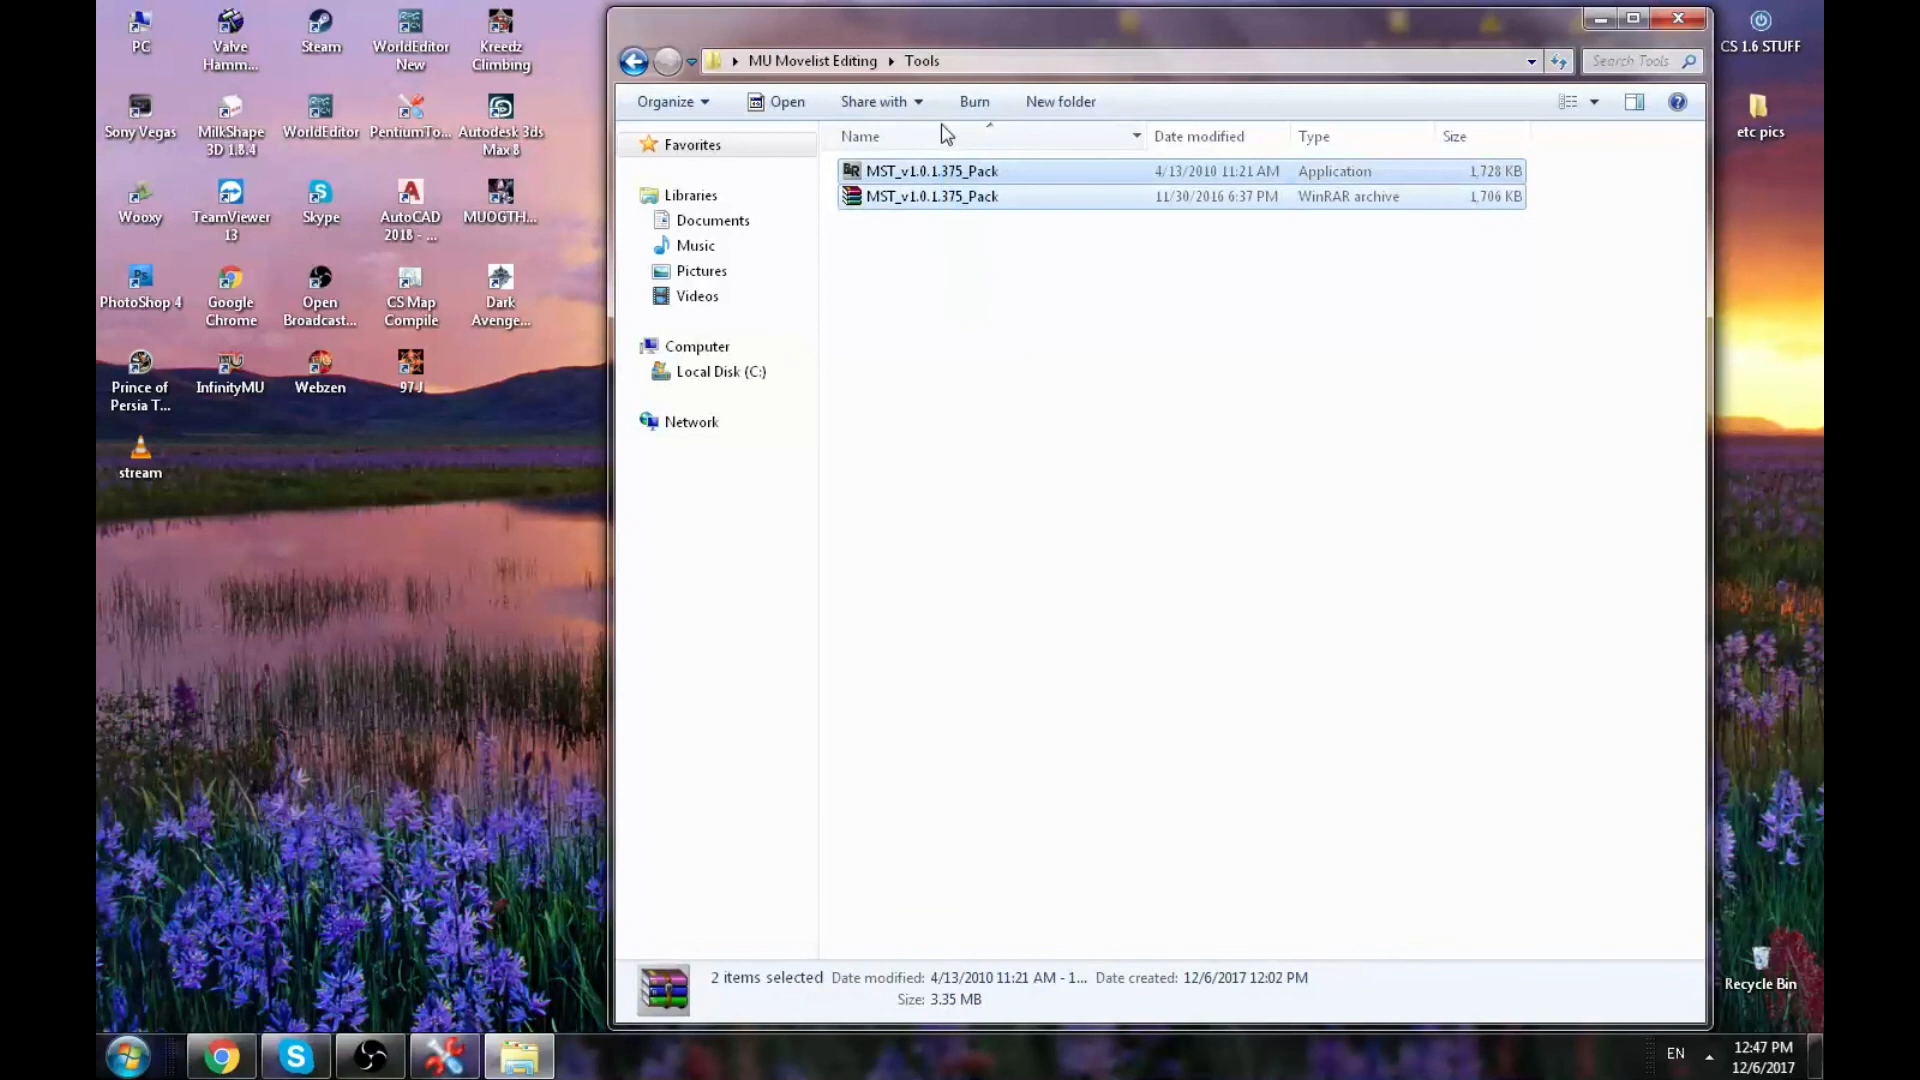 PC
Valve
Hamm...
Steam
WorldEditor
New
Kreedz
Climbing
Sony Vegas
MilkShape
3D 1.8.4
WorldEditor
PentiumTo...
Autodesk 3ds
Max 8
Wooxy
TeamViewer
13
Skype
AutoCAD
2018 - ...
MUOGTH...
PhotoShop 4
Google
Chrome
Open
Broadcast...
CS Map
Compile
Dark
Avenge...
Prince of
Persia T...
InfinityMU
Webzen
97J
stream
MU Movelist Editing Tools
Search Tools
Organize Open Share with Burn New folder
Name Date modified Type Size
MST_v1.0.1.375_Pack 4/13/2010 11:21 AM Application 1,728 KB
MST_v1.0.1.375_Pack 11/30/2016 6:37 PM WinRAR archive 1,706 KB
Favorites
Libraries
Documents
Music
Pictures
Videos
Computer
Local Disk (C:)
Network
2 items selected Date modified: 4/13/2010 11:21 AM - 1... Date created: 12/6/2017 12:02 PM
Size: 3.35 MB
CS 1.6 STUFF
etc pics
Recycle Bin
EN
12:47 PM
12/6/2017